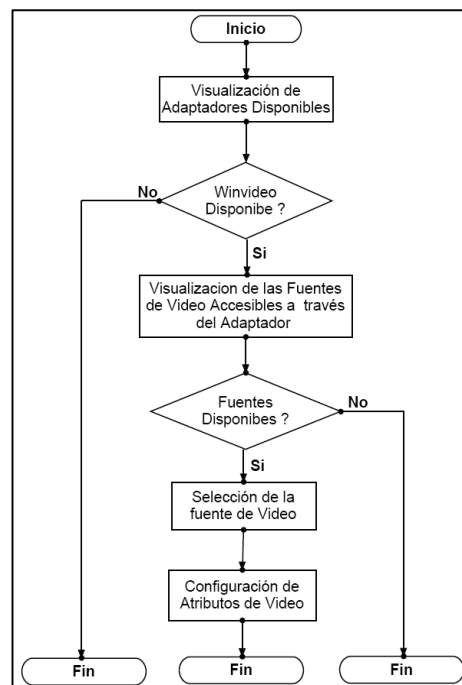 Inicio
Visualización de
Adaptadores Disponibles
No
Winvideo
Disponibe ?
Si
Visualizacion de las Fuentes
de Video Accesibles a través
del Adaptador
Fuentes
Disponibes ?
No
Si
Selección de la
fuente de Video
Configuración de
Atributos de Video
Fin
Fin
Fin